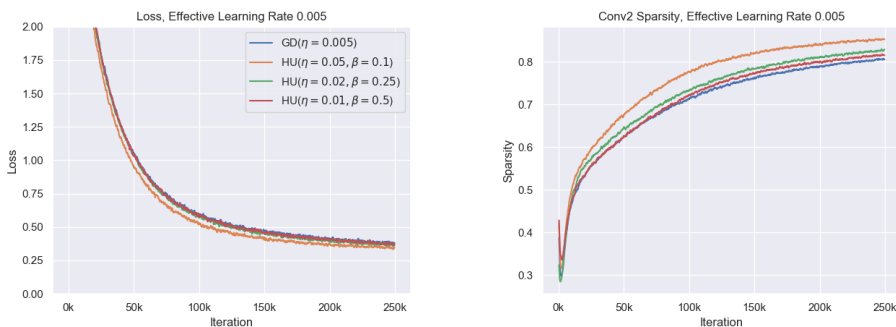 Loss, Effective Learning Rate 0.005
2.00
1.75
1.50
1.25
1.00
0.75
0.50
0.25
0.00
Loss
GD(η = 0.005)
HU(η = 0.05, β = 0.1)
HU(η = 0.02, β = 0.25)
HU(η = 0.01, β = 0.5)
0k 50k 100k 150k 200k 250k
Iteration
Conv2 Sparsity, Effective Learning Rate 0.005
0.8
0.7
0.6
0.5
0.4
0.3
Sparsity
0k 50k 100k 150k 200k 250k
Iteration